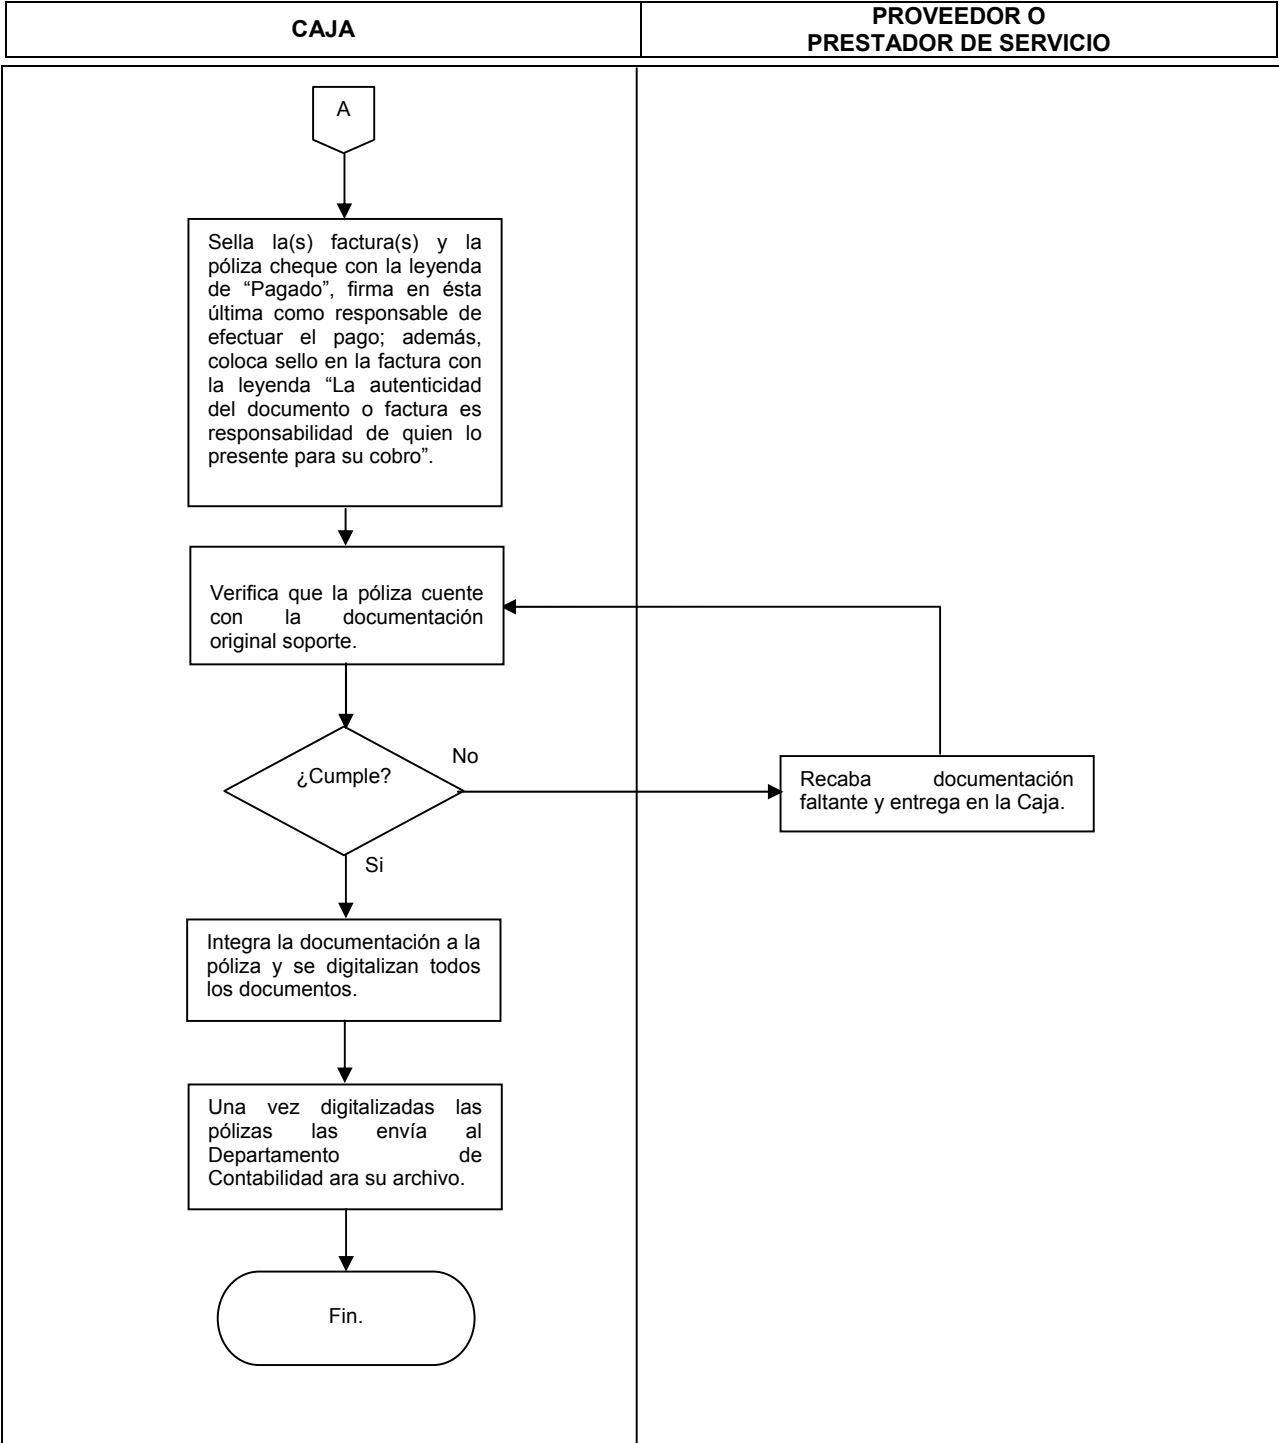 CAJA
PROVEEDOR O
PRESTADOR DE SERVICIO
A
Sella la(s) factura(s) y la
póliza cheque con la leyenda
de “Pagado”, firma en ésta
última como responsable de
efectuar el pago; además,
coloca sello en la factura con
la leyenda “La autenticidad
del documento o factura es
responsabilidad de quien lo
presente para su cobro”.
Verifica que la póliza cuente
con la documentación
original soporte.
¿Cumple?
No
Recaba documentación
faltante y entrega en la Caja.
Si
Integra la documentación a la
póliza y se digitalizan todos
los documentos.
Una vez digitalizadas las
pólizas las envía al
Departamento de
Contabilidad ara su archivo.
Fin.